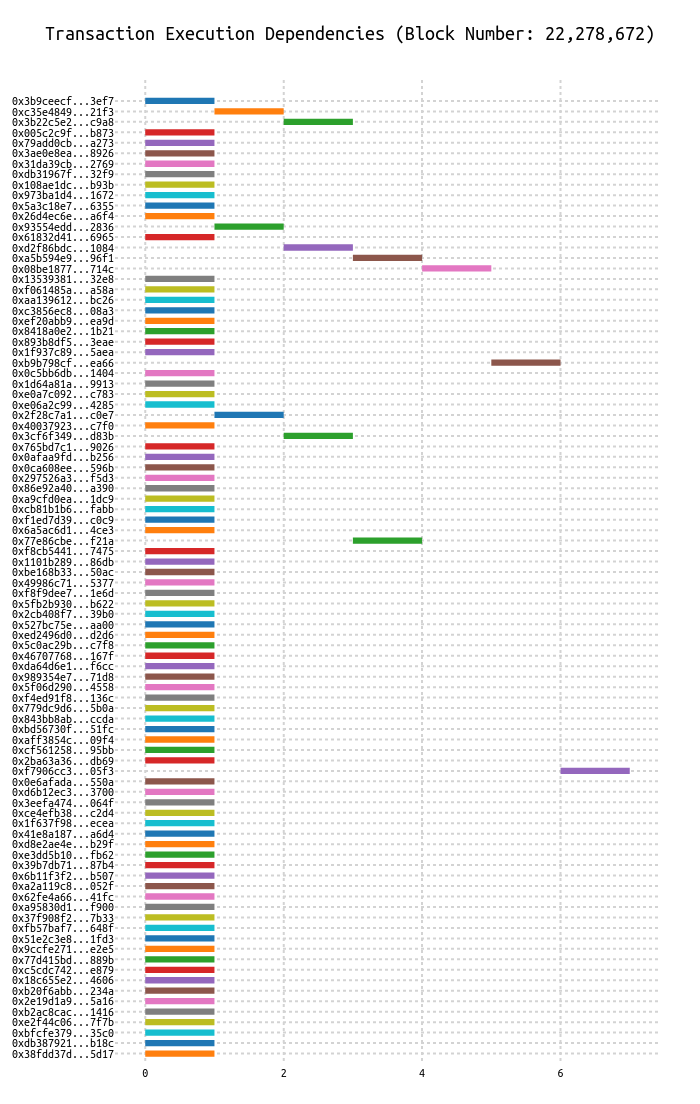 Transaction Execution Dependencies (Block Number: 22,278,672)
0x3b9ceecf...3ef7
0xc35e4849...21f3
0x3b22c5e2...c9a8
0x005c2c9f...b873
0x79add0cb...a273
0x3ae0e8ea...8926
0x31da39cb...2769
0xdb31967f...32f9
0x108ae1dc...b93b
0x973ba1d4...1672
0x5a3c18e7...6355
0x26d4ec6e...a6f4
0x93554edd...2836
0x61832d41...6965
0xd2f86bdc...1084
0xa5b594e9...96f1
0x08be1877...714c
0x13539381...32e8
0xf061485a...a58a
0xaa139612...bc26
0xc3856ec8...08a3
0xef20abb9...ea9d
0x8418a0e2...1b21
0x893b8df5...3eae
0x1f937c89...5aea
0xb9b798cf...ea66
0x0c5bb6db...1404
0x1d64a81a...9913
0xe0a7c092...c783
0xe06a2c99...4285
0x2f28c7a1...c0e7
0x40037923...c7f0
0x3cf6f349...d83b
0x765bd7c1...9026
0x0afaa9fd...b256
0x0ca608ee...596b
0x297526a3...f5d3
0x86e92a40...a390
0xa9cfd0ea...1dc9
0xcb81b1b6...fabb
0xf1ed7d39...c0c9
0x6a5ac6d1...4ce3
0x77e86cbe...f21a
0xf8cb5441...7475
0x1101b289...86db
0xbe168b33...50ac
0x49986c71...5377
0xf8f9dee7...1e6d
0x5fb2b930...b622
0x2cb408f7...39b0
0x527bc75e...aa00
0xed2496d0...d2d6
0x5c0ac29b...c7f8
0x46707768...167f
0xda64d6e1...f6cc
0x989354e7...71d8
0x5f06d290...4558
0xf4ed91f8...136c
0x779dc9d6...5b0a
0x843bb8ab...ccda
0xbd56730f...51fc
0xaff3854c...09f4
0xcf561258...95bb
0x2ba63a36...db69
0xf7906cc3...05f3
0x0e6afada...550a
0xd6b12ec3...3700
0x3eefa474...064f
0xce4efb38...c2d4
0x1f637f98...ecea
0x41e8a187...a6d4
0xd8e2ae4e...b29f
0xe3dd5b10...fb62
0x39b7db71...87b4
0x6b11f3f2...b507
0xa2a119c8...052f
0x62fe4a66...41fc
0xa95830d1...f900
0x37f908f2...7b33
0xfb57baf7...648f
0x51e2c3e8...1fd3
0x9ccfe271...e2e5
0x77d415bd...889b
0xc5cdc742...e879
0x18c655e2...4606
0xb20f6abb...234a
0x2e19d1a9...5a16
0xb2ac8cac...1416
0xe2f44c06...7f7b
0xbfcfe379...35c0
0xdb387921...b18c
0x38fdd37d...5d17
0 2 4 6